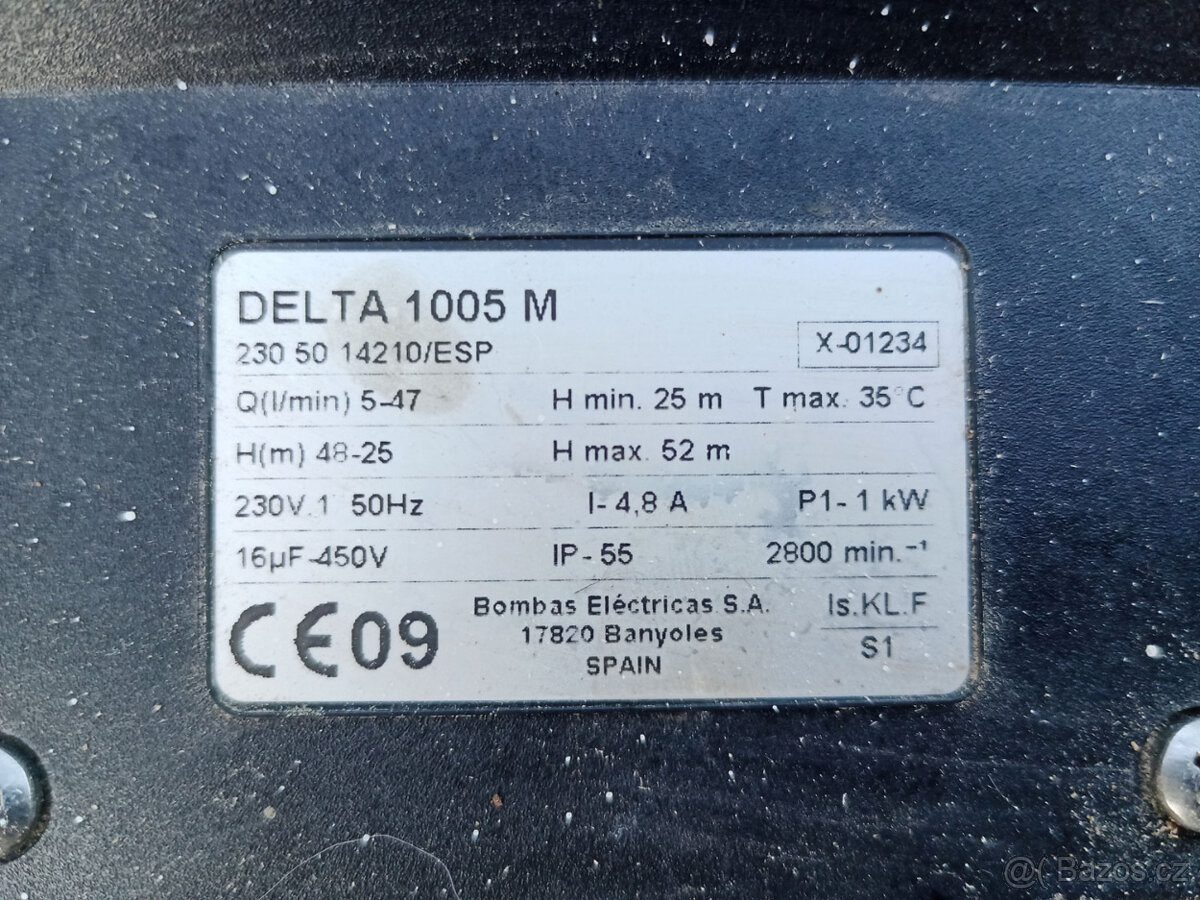 DELTA 1005 M
230 50 14210/ESP
X-01234
Q(l/min) 5-47 H min. 25 m T max. 35°C
H(m) 48-25 H max. 52 m
230V.1 50Hz I- 4,8 A P1- 1 kW
16µF-450V IP-55 2800 min.⁻¹
CE09
Bombas Eléctricas S.A.
17820 Banyoles
SPAIN
Is.KL.F
S1
@( Bazos.cz